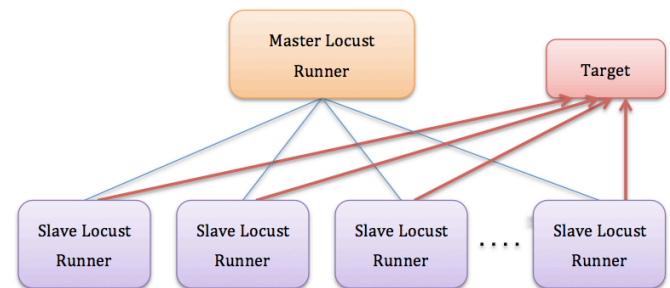 Master Locust
Runner
Target
Slave Locust
Runner
Slave Locust
Runner
Slave Locust
Runner
. . . .
Slave Locust
Runner